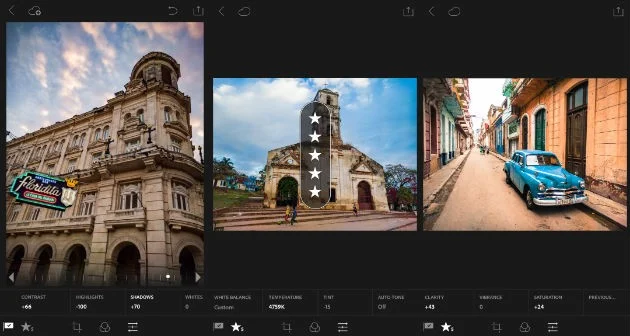 Floridita
CONTRAST HIGHLIGHTS SHADOWS WHITES
+66 -100 +70 0
WHITE BALANCE TEMPERATURE TINT AUTO TONE
Custom 4759K -15 Off
CLARITY VIBRANCE SATURATION PREVIOUS...
+43 0 +24